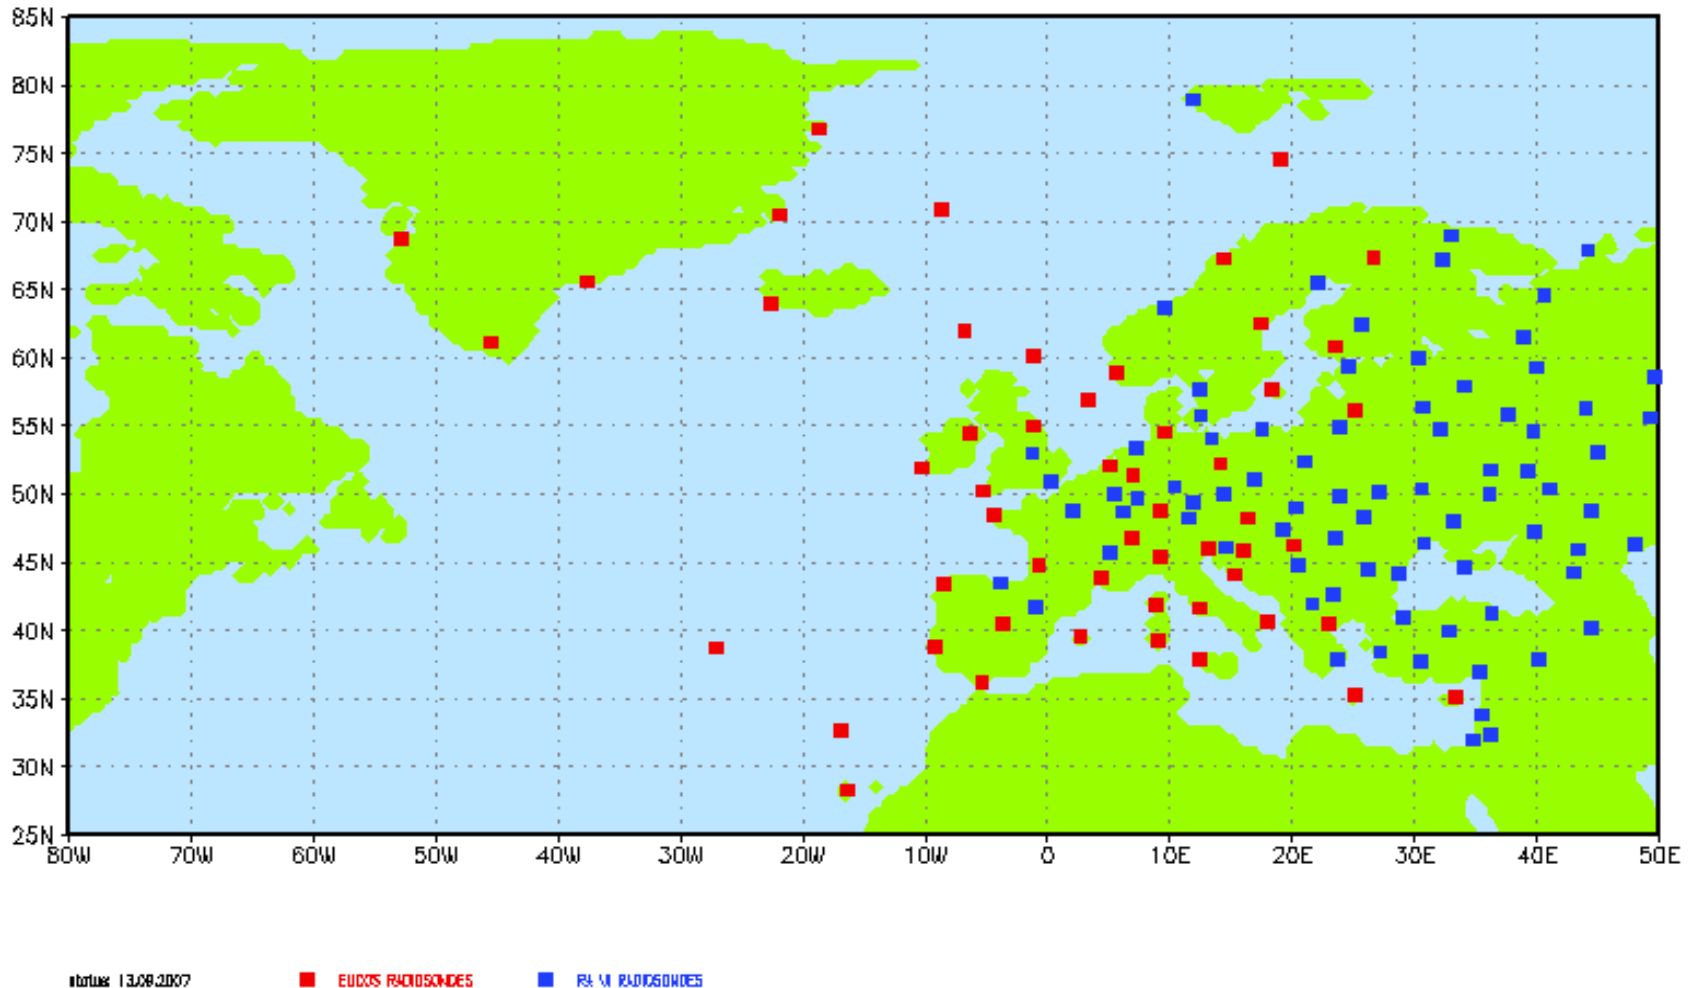 85N
80N
75N
70N
65N
60N
55N
50N
45N
40N
35N
30N
25N
80W 70W 60W 50W 40W 30W 20W 10W 0 10E 20E 30E 40E 50E
status 13.09.2007 EUCOS RADIOSONDES RA VI RADIOSONDES